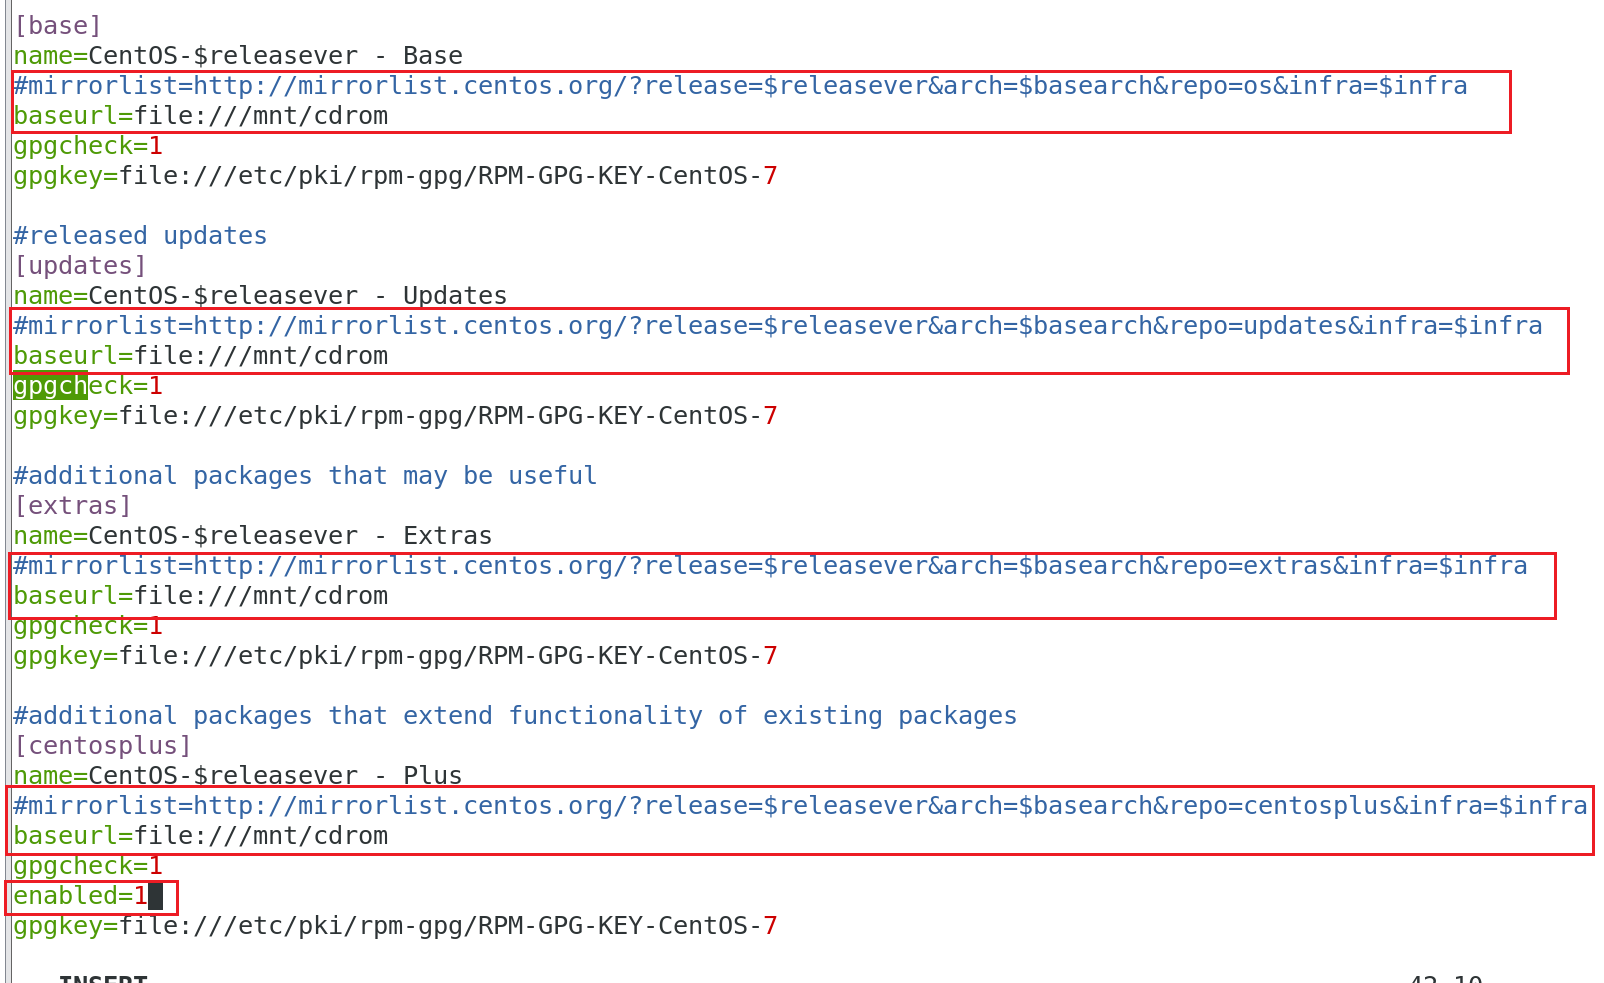 [base]
name=CentOS-$releasever - Base
#mirrorlist=http://mirrorlist.centos.org/?release=$releasever&arch=$basearch&repo=os&infra=$infra
baseurl=file:///mnt/cdrom
gpgcheck=1
gpgkey=file:///etc/pki/rpm-gpg/RPM-GPG-KEY-CentOS-7

#released updates
[updates]
name=CentOS-$releasever - Updates
#mirrorlist=http://mirrorlist.centos.org/?release=$releasever&arch=$basearch&repo=updates&infra=$infra
baseurl=file:///mnt/cdrom
gpgcheck=1
gpgkey=file:///etc/pki/rpm-gpg/RPM-GPG-KEY-CentOS-7

#additional packages that may be useful
[extras]
name=CentOS-$releasever - Extras
#mirrorlist=http://mirrorlist.centos.org/?release=$releasever&arch=$basearch&repo=extras&infra=$infra
baseurl=file:///mnt/cdrom
gpgcheck=1
gpgkey=file:///etc/pki/rpm-gpg/RPM-GPG-KEY-CentOS-7

#additional packages that extend functionality of existing packages
[centosplus]
name=CentOS-$releasever - Plus
#mirrorlist=http://mirrorlist.centos.org/?release=$releasever&arch=$basearch&repo=centosplus&infra=$infra
baseurl=file:///mnt/cdrom
gpgcheck=1
enabled=1
gpgkey=file:///etc/pki/rpm-gpg/RPM-GPG-KEY-CentOS-7

INSERT